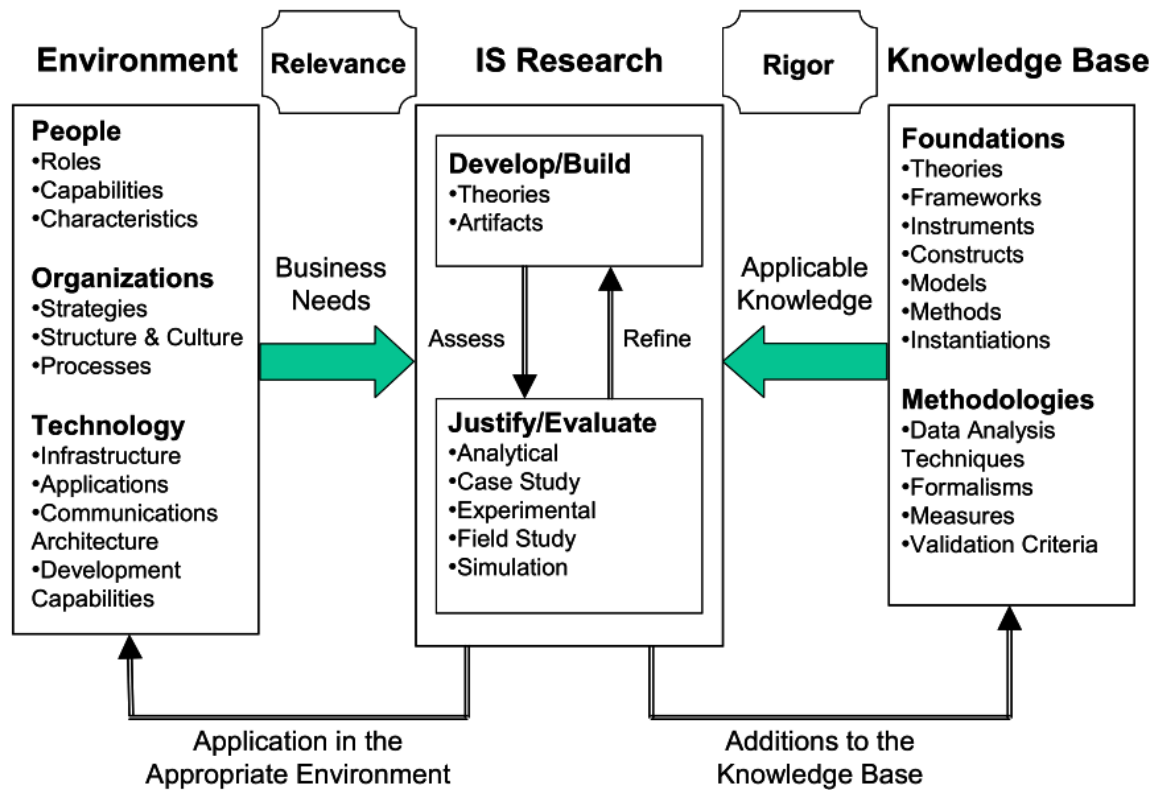 Environment
Relevance
IS Research
Rigor
Knowledge Base
People
•Roles
•Capabilities
•Characteristics
Organizations
•Strategies
•Structure & Culture
•Processes
Technology
•Infrastructure
•Applications
•Communications
Architecture
•Development
Capabilities
Business
Needs
Develop/Build
•Theories
•Artifacts
Assess
Refine
Justify/Evaluate
•Analytical
•Case Study
•Experimental
•Field Study
•Simulation
Applicable
Knowledge
Foundations
•Theories
•Frameworks
•Instruments
•Constructs
•Models
•Methods
•Instantiations
Methodologies
•Data Analysis
Techniques
•Formalisms
•Measures
•Validation Criteria
Application in the
Appropriate Environment
Additions to the
Knowledge Base